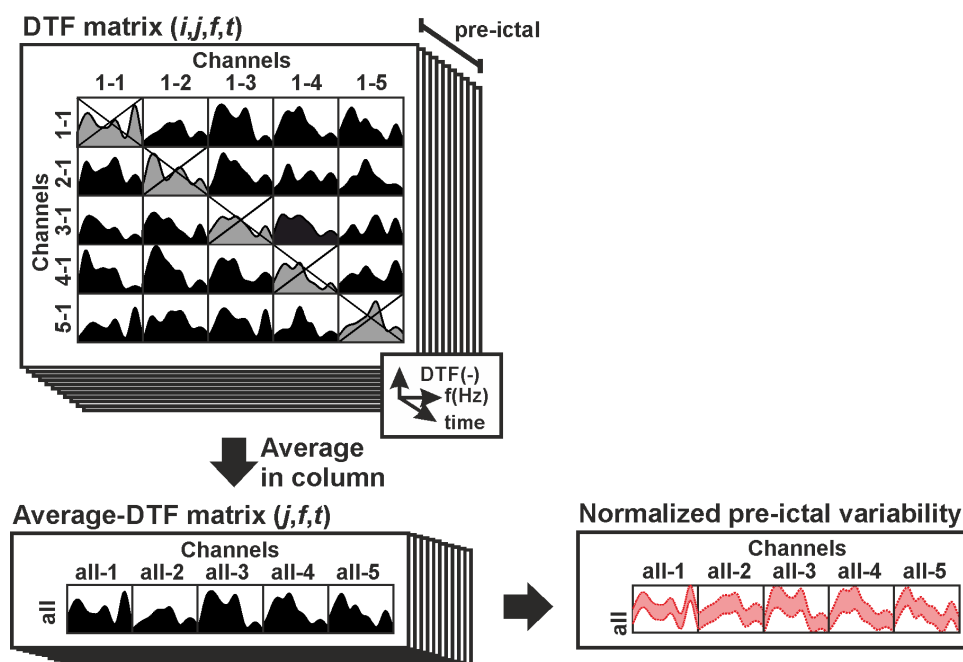 DTF matrix (i,j,f,t)
pre-ictal
Channels
1-1 1-2 1-3 1-4 1-5
Channels
1-1
2-1
3-1
4-1
5-1
DTF(-)
f(Hz)
time
Average
in column
Average-DTF matrix (j,f,t)
Channels
all-1 all-2 all-3 all-4 all-5
all
Normalized pre-ictal variability
Channels
all-1 all-2 all-3 all-4 all-5
all